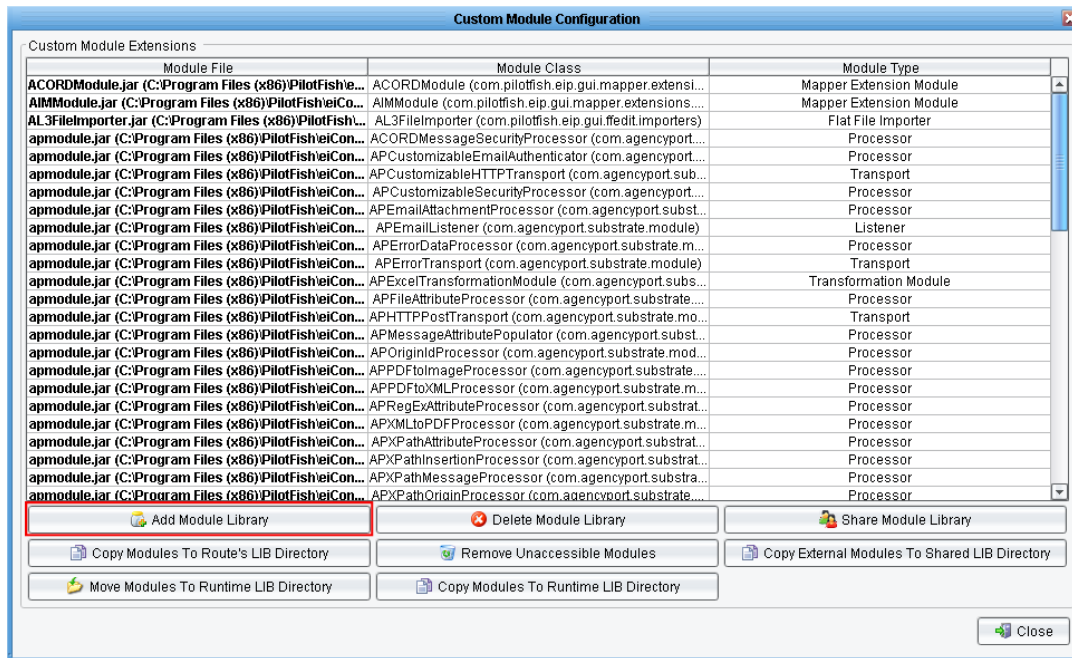 Custom Module Configuration
Custom Module Extensions
Module File Module Class Module Type
ACORDModule.jar (C:\Program Files (x86)\PilotFish\e... ACORDModule (com.pilotfish.eip.gui.mapper.extensi... Mapper Extension Module
AIMModule.jar (C:\Program Files (x86)\PilotFish\eiCo... AIMModule (com.pilotfish.eip.gui.mapper.extensions.... Mapper Extension Module
AL3FileImporter.jar (C:\Program Files (x86)\PilotFish\... AL3FileImporter (com.pilotfish.eip.gui.ffedit.importers) Flat File Importer
apmodule.jar (C:\Program Files (x86)\PilotFish\eiCon... ACORDMessageSecurityProcessor (com.agencyport.... Processor
apmodule.jar (C:\Program Files (x86)\PilotFish\eiCon... APCustomizableEmailAuthenticator (com.agencyport.... Processor
apmodule.jar (C:\Program Files (x86)\PilotFish\eiCon... APCustomizableHTTPTransport (com.agencyport.sub... Transport
apmodule.jar (C:\Program Files (x86)\PilotFish\eiCon... APCustomizableSecurityProcessor (com.agencyport.... Processor
apmodule.jar (C:\Program Files (x86)\PilotFish\eiCon... APEmailAttachmentProcessor (com.agencyport.subst... Processor
apmodule.jar (C:\Program Files (x86)\PilotFish\eiCon... APEmailListener (com.agencyport.substrate.module) Listener
apmodule.jar (C:\Program Files (x86)\PilotFish\eiCon... APErrorDataProcessor (com.agencyport.substrate.m... Processor
apmodule.jar (C:\Program Files (x86)\PilotFish\eiCon... APErrorTransport (com.agencyport.substrate.module) Transport
apmodule.jar (C:\Program Files (x86)\PilotFish\eiCon... APExcelTransformationModule (com.agencyport.subs... Transformation Module
apmodule.jar (C:\Program Files (x86)\PilotFish\eiCon... APFileAttributeProcessor (com.agencyport.substrate.... Processor
apmodule.jar (C:\Program Files (x86)\PilotFish\eiCon... APHTTPPostTransport (com.agencyport.substrate.mo... Transport
apmodule.jar (C:\Program Files (x86)\PilotFish\eiCon... APMessageAttributePopulator (com.agencyport.subst... Processor
apmodule.jar (C:\Program Files (x86)\PilotFish\eiCon... APOriginIdProcessor (com.agencyport.substrate.mod... Processor
apmodule.jar (C:\Program Files (x86)\PilotFish\eiCon... APPDFtoImageProcessor (com.agencyport.substrate.... Processor
apmodule.jar (C:\Program Files (x86)\PilotFish\eiCon... APPDFtoXMLProcessor (com.agencyport.substrate.m... Processor
apmodule.jar (C:\Program Files (x86)\PilotFish\eiCon... APRegExAttributeProcessor (com.agencyport.substrat... Processor
apmodule.jar (C:\Program Files (x86)\PilotFish\eiCon... APXMLtoPDFProcessor (com.agencyport.substrate.m... Processor
apmodule.jar (C:\Program Files (x86)\PilotFish\eiCon... APXPathAttributeProcessor (com.agencyport.substrat... Processor
apmodule.jar (C:\Program Files (x86)\PilotFish\eiCon... APXPathInsertionProcessor (com.agencyport.substrat... Processor
apmodule.jar (C:\Program Files (x86)\PilotFish\eiCon... APXPathMessageProcessor (com.agencyport.substra... Processor
apmodule.jar (C:\Program Files (x86)\PilotFish\eiCon... APXPathOriginProcessor (com.agencyport.substrate.... Processor
Add Module Library Delete Module Library Share Module Library
Copy Modules To Route's LIB Directory Remove Unaccessible Modules Copy External Modules To Shared LIB Directory
Move Modules To Runtime LIB Directory Copy Modules To Runtime LIB Directory
Close